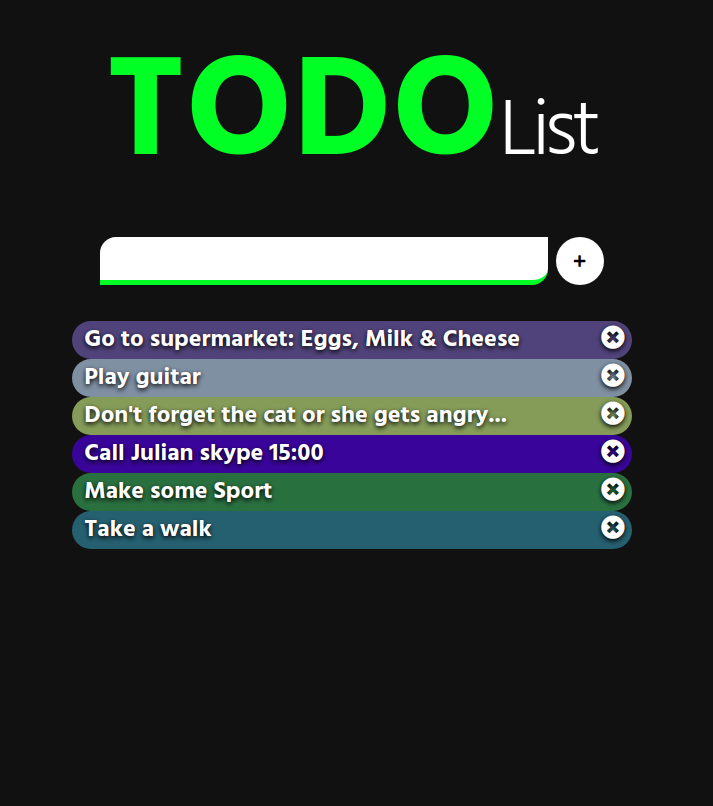 TODO List
+
Go to supermarket: Eggs, Milk & Cheese
Play guitar
Don't forget the cat or she gets angry...
Call Julian skype 15:00
Make some Sport
Take a walk